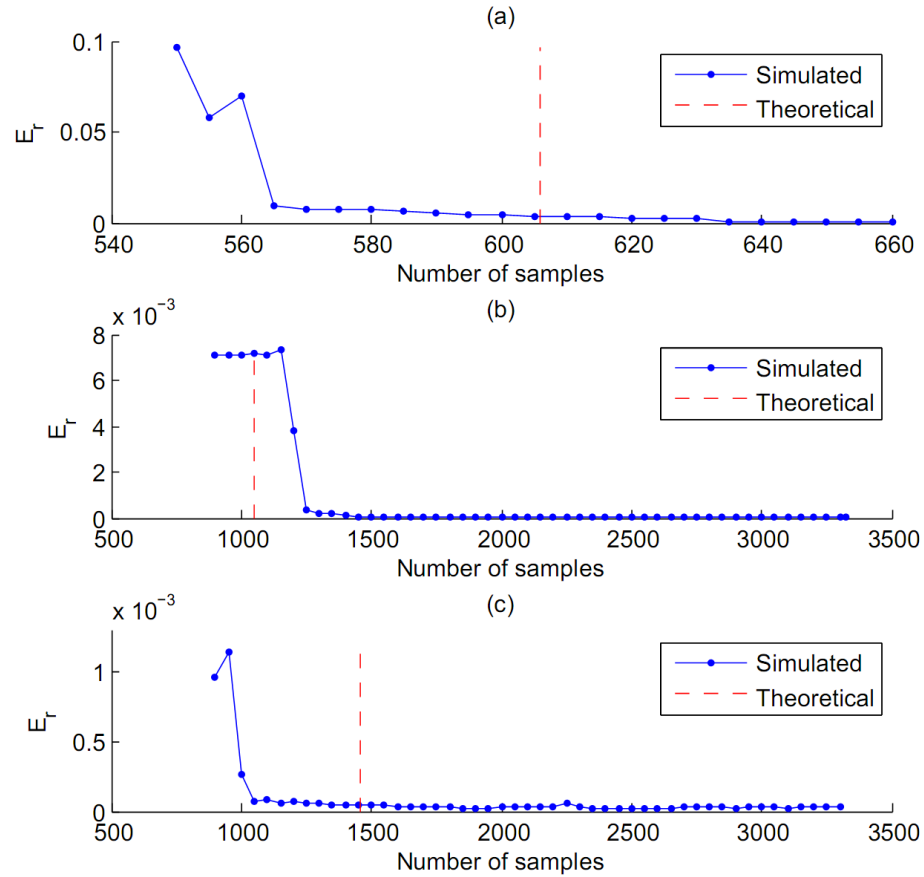 (a)
0.1
0.05
0
E_r
Simulated
Theoretical
540 560 580 600 620 640 660
Number of samples
(b)
x 10^−3
8
6
4
2
0
E_r
Simulated
Theoretical
500 1000 1500 2000 2500 3000 3500
Number of samples
(c)
x 10^−3
1
0.5
0
E_r
Simulated
Theoretical
500 1000 1500 2000 2500 3000 3500
Number of samples